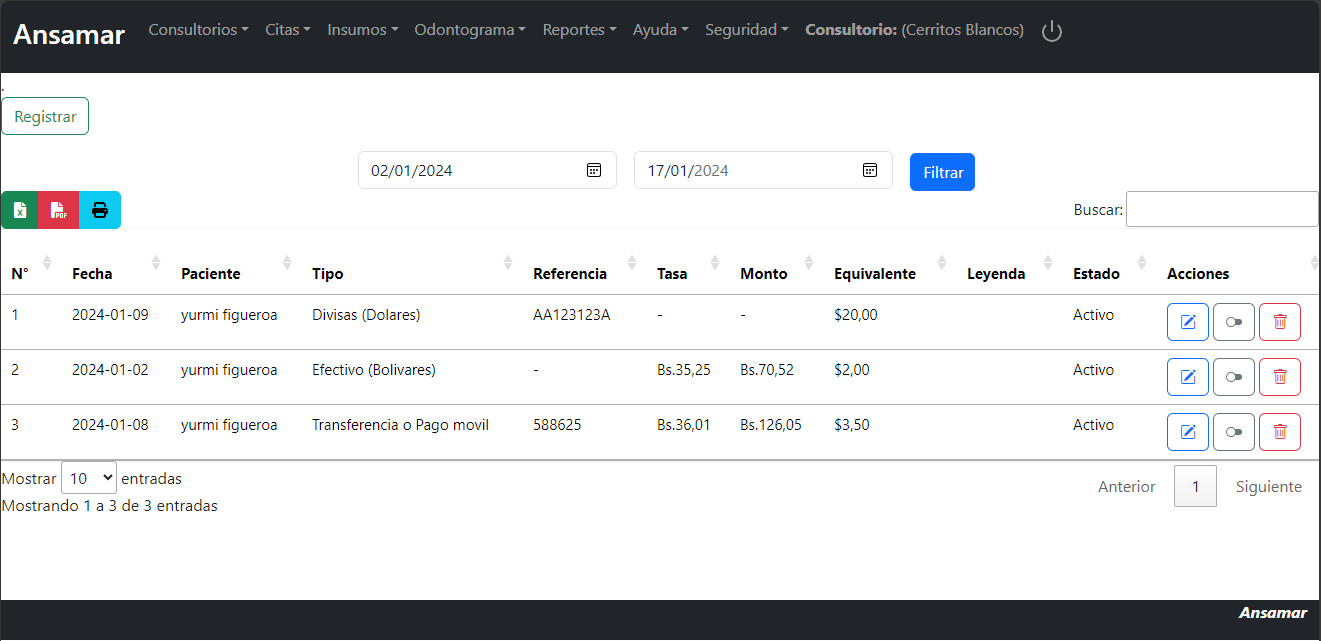 Ansamar Consultorios Citas Insumos Odontograma Reportes Ayuda Seguridad Consultorio: (Cerritos Blancos)
.
Registrar
02/01/2024 17/01/2024 Filtrar
PDF Buscar:
N° Fecha Paciente Tipo Referencia Tasa Monto Equivalente Leyenda Estado Acciones
1 2024-01-09 yurmi figueroa Divisas (Dolares) AA123123A - - $20,00 Activo
2 2024-01-02 yurmi figueroa Efectivo (Bolivares) - Bs.35,25 Bs.70,52 $2,00 Activo
3 2024-01-08 yurmi figueroa Transferencia o Pago movil 588625 Bs.36,01 Bs.126,05 $3,50 Activo
Mostrar 10 entradas Anterior 1 Siguiente
Mostrando 1 a 3 de 3 entradas
Ansamar